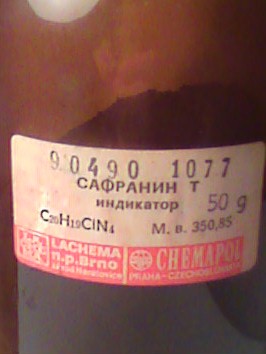 90490 1077
САФРАНИН Т
индикатор 50 g
C₂₀H₁₉ClN₄ М. в. 350,85
LACHEMA
n.p. Brno
CHEMAPOL
PRAHA-CZECHOSLOVAKIA